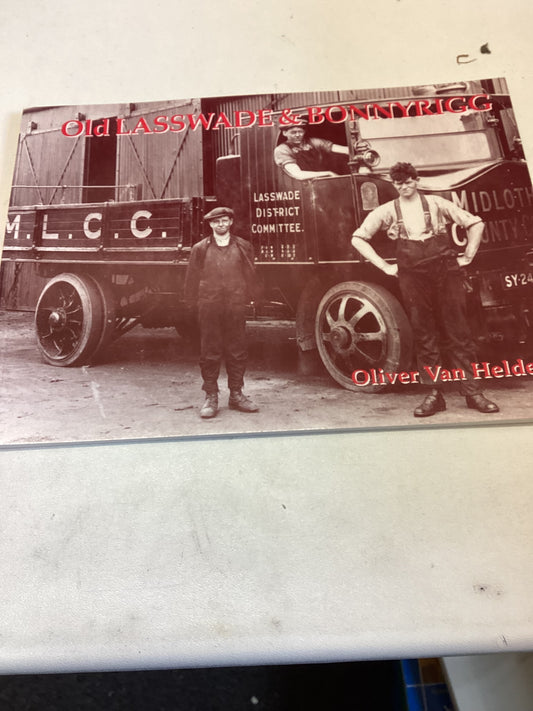 Old LASSWADE & BONNYRIGG
LASSWADE
DISTRICT
COMMITTEE.
M.L.C.C.
MIDLOTH
COUNTY
SY-24
Oliver Van Helde